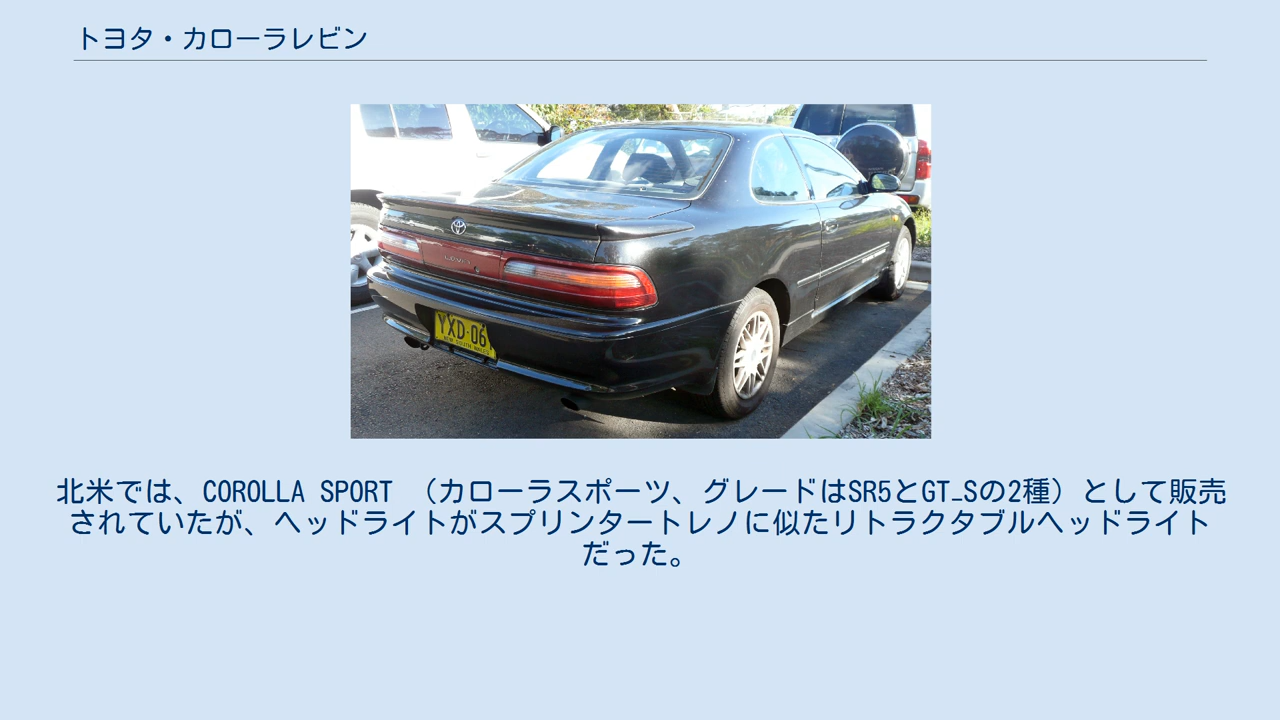 トヨタ・カローラレビン
YXD·06
NEW SOUTH WALES
北米では、COROLLA SPORT （カローラスポーツ、グレードはSR5とGT-Sの2種）として販売
されていたが、ヘッドライトがスプリンタートレノに似たリトラクタブルヘッドライト
だった。